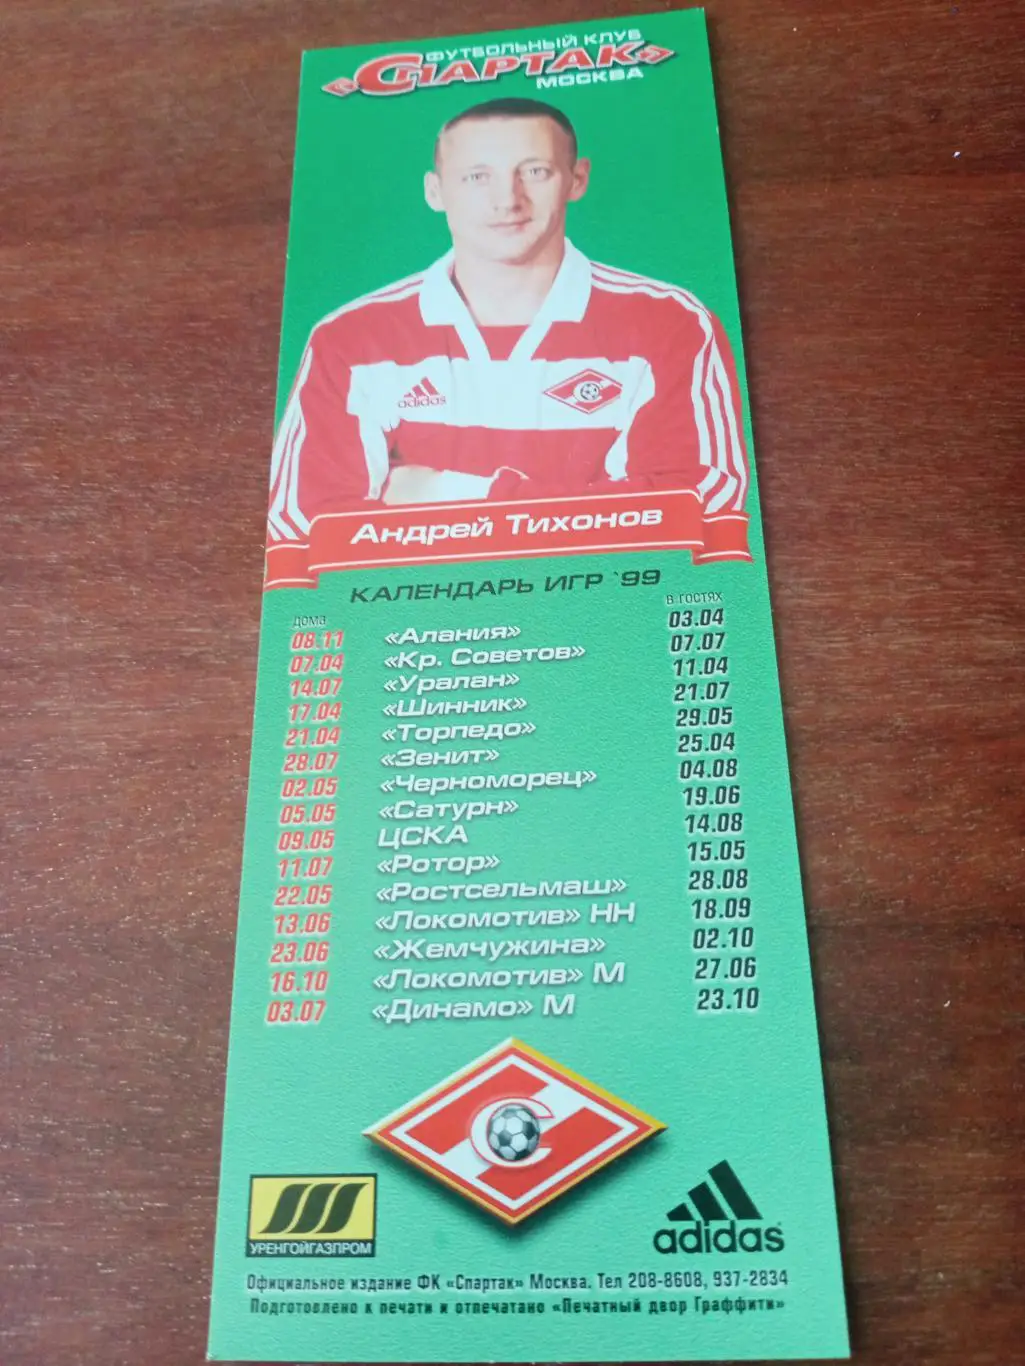 ФУТБОЛЬНЫЙ КЛУБ
«СПАРТАК»
МОСКВА
adidas
Андрей Тихонов
КАЛЕНДАРЬ ИГР `99
дома в гостях
08.11 «Алания» 03.04
07.04 «Кр. Советов» 07.07
14.07 «Уралан» 11.04
17.04 «Шинник» 21.07
21.04 «Торпедо» 29.05
28.07 «Зенит» 25.04
02.05 «Черноморец» 04.08
05.05 «Сатурн» 19.06
09.05 ЦСКА 14.08
11.07 «Ротор» 15.05
22.05 «Ростсельмаш» 28.08
13.06 «Локомотив» НН 18.09
23.06 «Жемчужина» 02.10
16.10 «Локомотив» М 27.06
03.07 «Динамо» М 23.10
С
УРЕНГОЙГАЗПРОМ
adidas
Официальное издание ФК «Спартак» Москва. Тел 208-8608, 937-2834
Подготовлено к печати и отпечатано «Печатный двор Граффити»